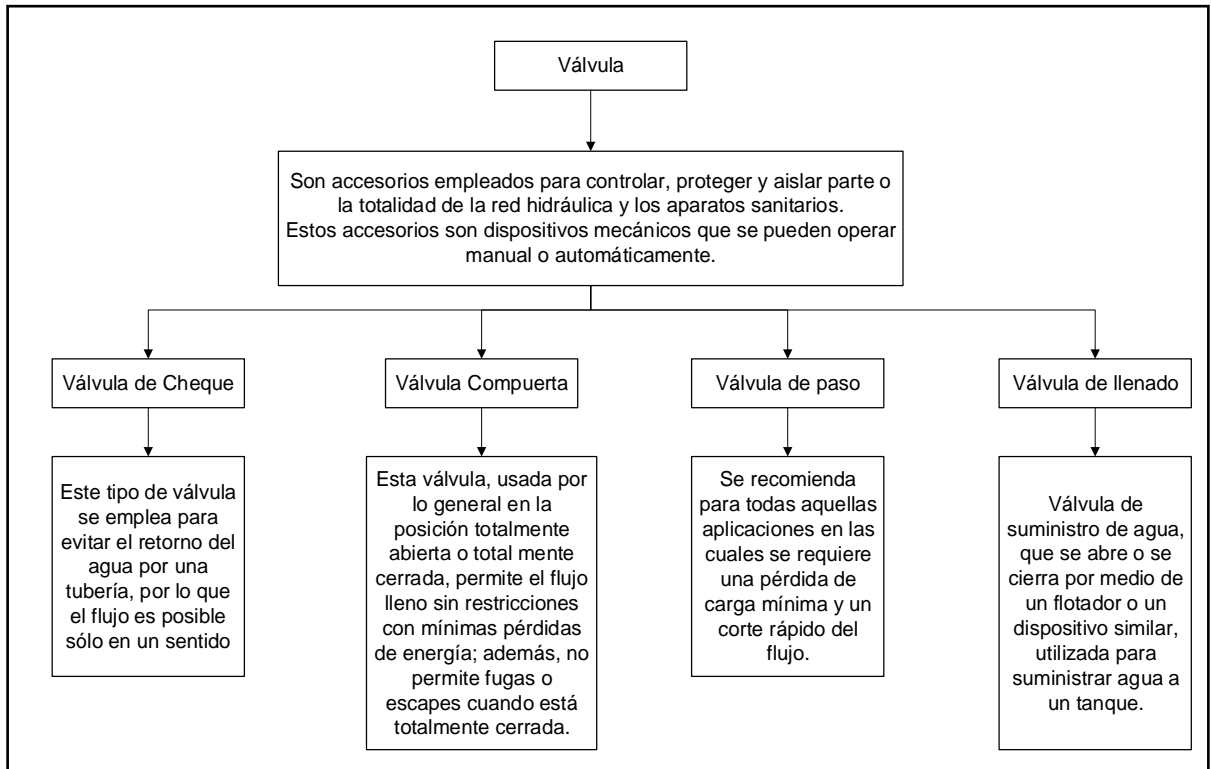 Válvula
Son accesorios empleados para controlar, proteger y aislar parte o
la totalidad de la red hidráulica y los aparatos sanitarios.
Estos accesorios son dispositivos mecánicos que se pueden operar
manual o automáticamente.
Válvula de Cheque
Este tipo de válvula
se emplea para
evitar el retorno del
agua por una
tubería, por lo que
el flujo es posible
sólo en un sentido
Válvula Compuerta
Esta válvula, usada por
lo general en la
posición totalmente
abierta o total mente
cerrada, permite el flujo
lleno sin restricciones
con mínimas pérdidas
de energía; además, no
permite fugas o
escapes cuando está
totalmente cerrada.
Válvula de paso
Se recomienda
para todas aquellas
aplicaciones en las
cuales se requiere
una pérdida de
carga mínima y un
corte rápido del
flujo.
Válvula de llenado
Válvula de
suministro de agua,
que se abre o se
cierra por medio de
un flotador o un
dispositivo similar,
utilizada para
suministrar agua a
un tanque.